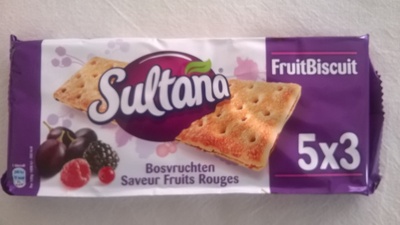 Sultana
FruitBiscuit
5x3
Bosvruchten
Saveur Fruits Rouges